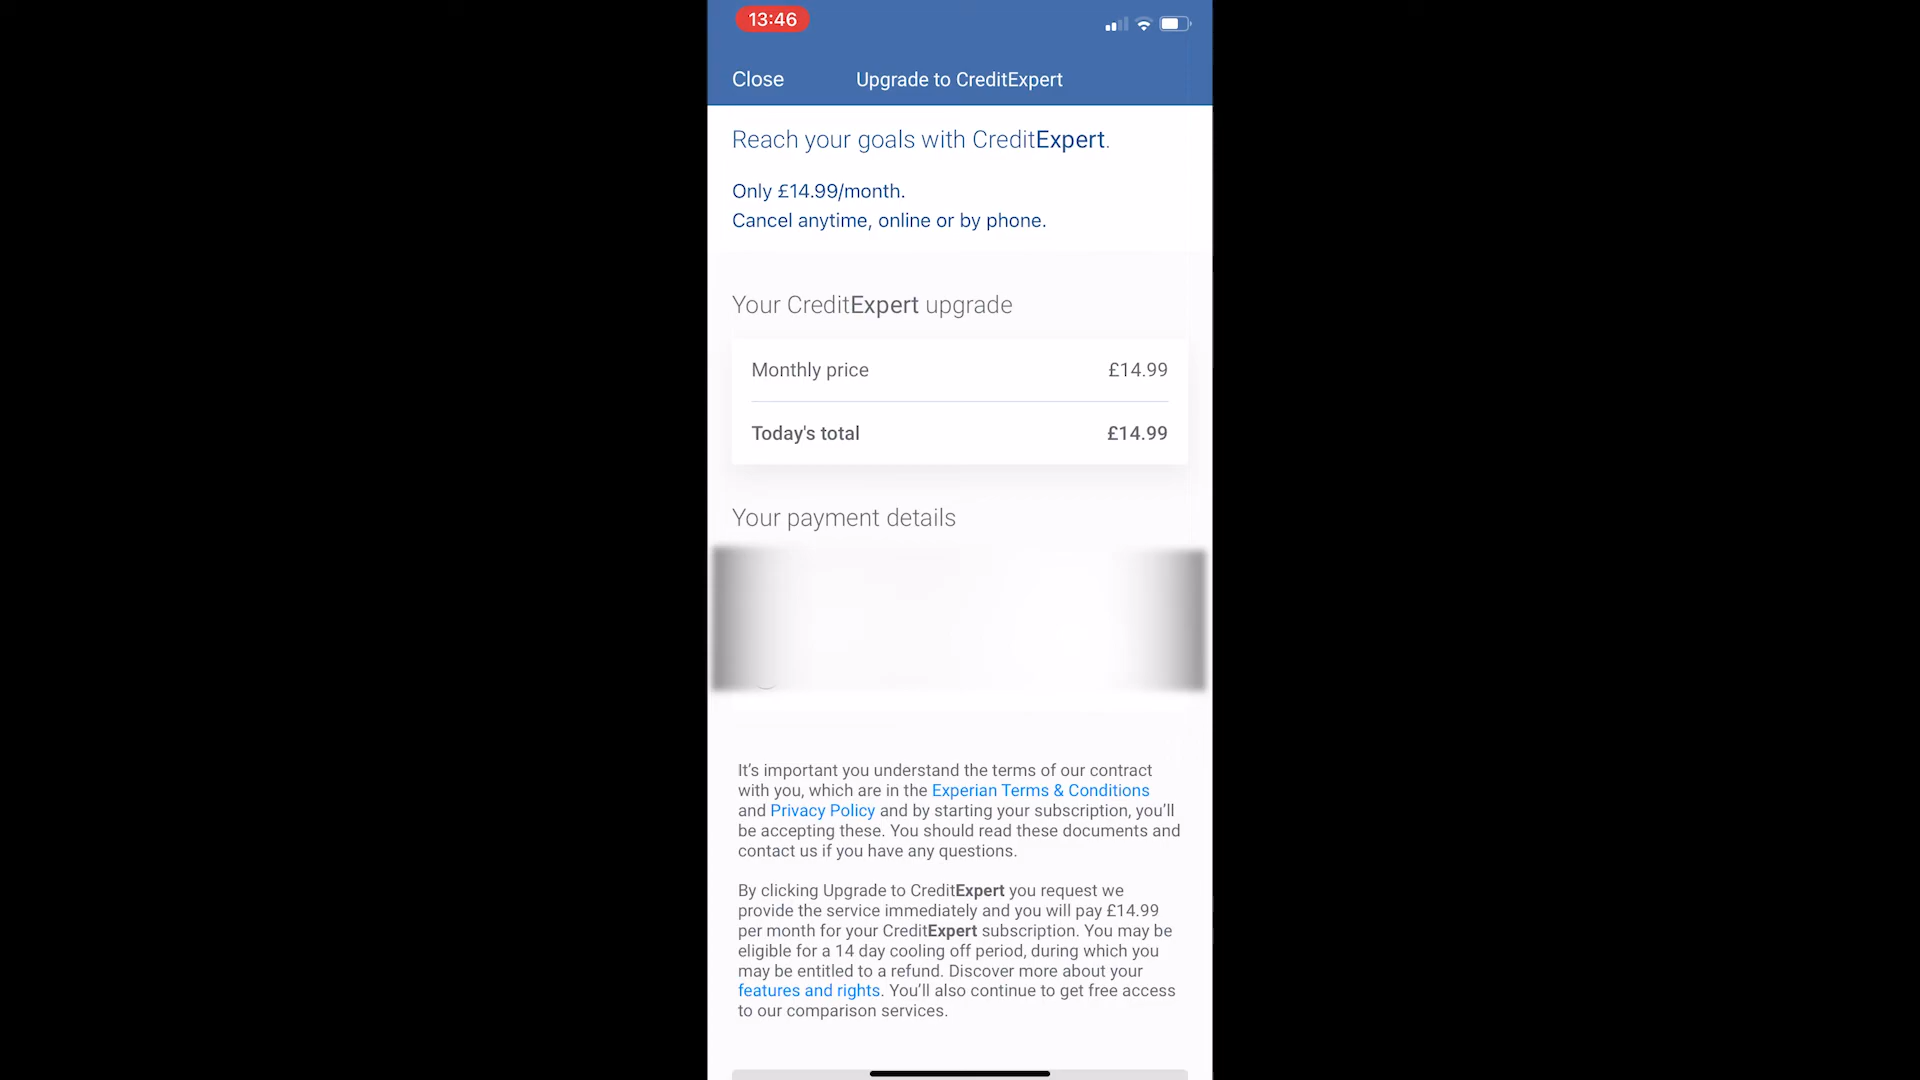 13:46
Close
Upgrade to CreditExpert
Reach your goals with CreditExpert.
Only £14.99/month.
Cancel anytime, online or by phone.
Your CreditExpert upgrade
Monthly price £14.99
Today's total £14.99
Your payment details
It’s important you understand the terms of our contract
with you, which are in the Experian Terms & Conditions
and Privacy Policy and by starting your subscription, you’ll
be accepting these. You should read these documents and
contact us if you have any questions.
By clicking Upgrade to CreditExpert you request we
provide the service immediately and you will pay £14.99
per month for your CreditExpert subscription. You may be
eligible for a 14 day cooling off period, during which you
may be entitled to a refund. Discover more about your
features and rights. You’ll also continue to get free access
to our comparison services.